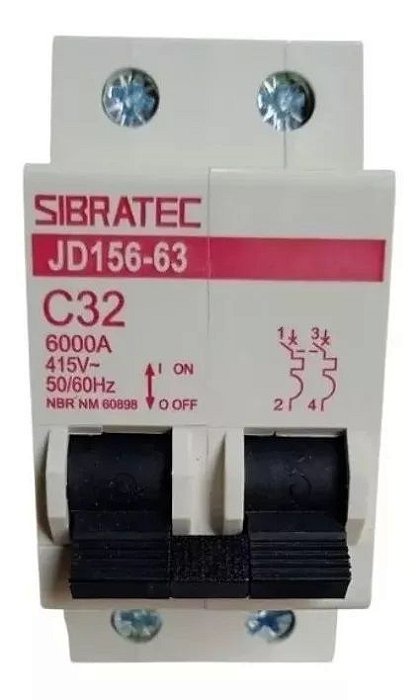 SIBRATEC
JD156-63
C32
6000A
415V~
50/60Hz
NBR NM 60898
I ON
O OFF
1 3
2 4